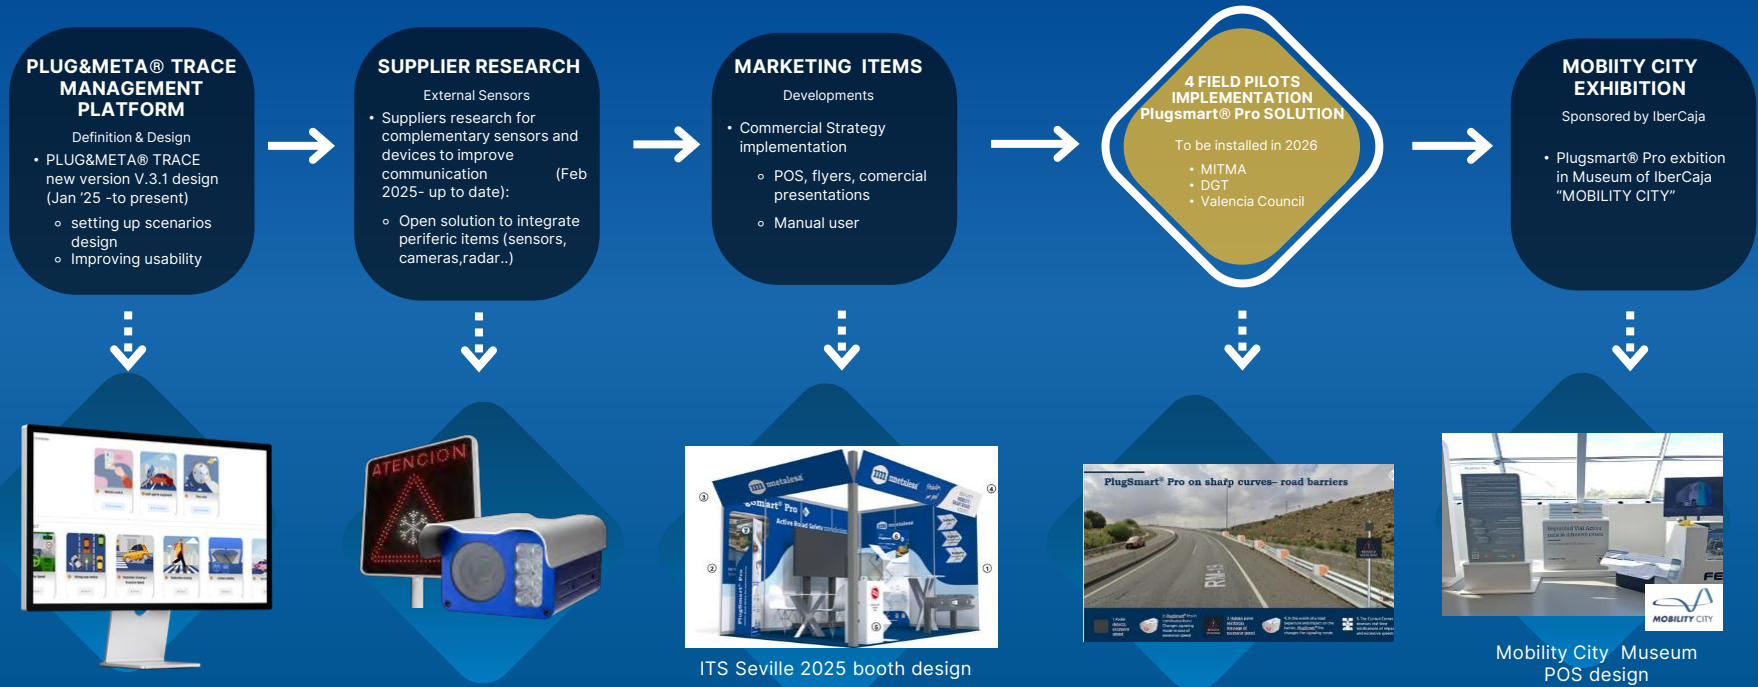 PLUG&META® TRACE
MANAGEMENT
PLATFORM
Definition & Design
• PLUG&META® TRACE
new version V.3.1 design
(Jan ’25 -to present)
setting up scenarios
design
Improving usability
SUPPLIER RESEARCH
External Sensors
• Suppliers research for
complementary sensors and
devices to improve
communication (Feb
2025- up to date):
Open solution to integrate
periferic items (sensors,
cameras,radar..)
MARKETING ITEMS
Developments
• Commercial Strategy
implementation
POS, flyers, comercial
presentations
Manual user
4 FIELD PILOTS
IMPLEMENTATION
Plugsmart® Pro SOLUTION
To be installed in 2026
• MITMA
• DGT
• Valencia Council
MOBIITY CITY
EXHIBITION
Sponsored by IberCaja
• Plugsmart® Pro exbition
in Museum of IberCaja
“MOBILITY CITY”
ATENCION
metalesa
metalesa
Active Road Safety
PlugSmart® Pro
metalesa
ITS Seville 2025 booth design
PlugSmart® Pro on sharp curves– road barriers
RM-19
MOBILITY CITY
Mobility City Museum
POS design